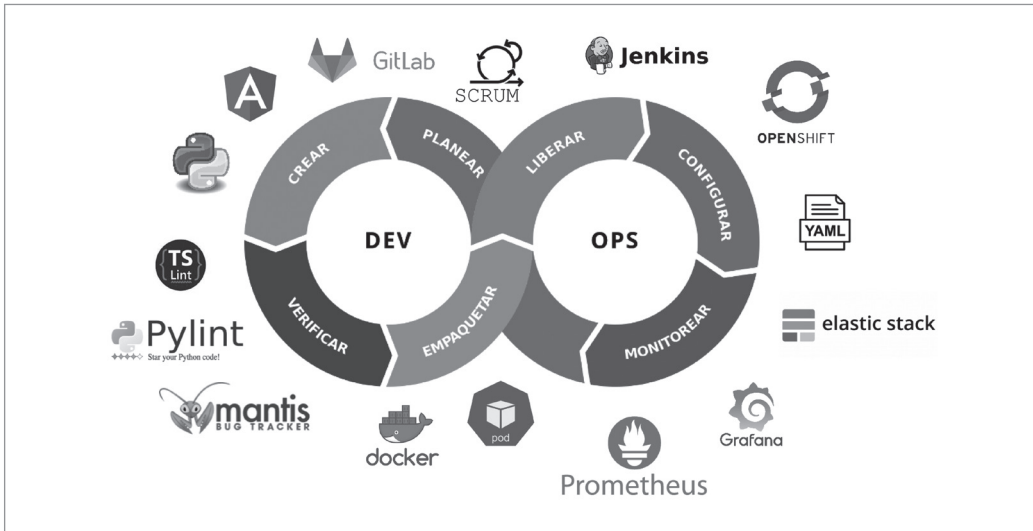 GitLab
SCRUM
Jenkins
OPENSHIFT
A
CREAR
PLANEAR
LIBERAR
CONFIGURAR
YAML
DEV
OPS
TS
Lint
VERIFICAR
EMPAQUETAR
MONITOREAR
elastic stack
Pylint
Star your Python code!
mantis
BUG TRACKER
docker
pod
Prometheus
Grafana